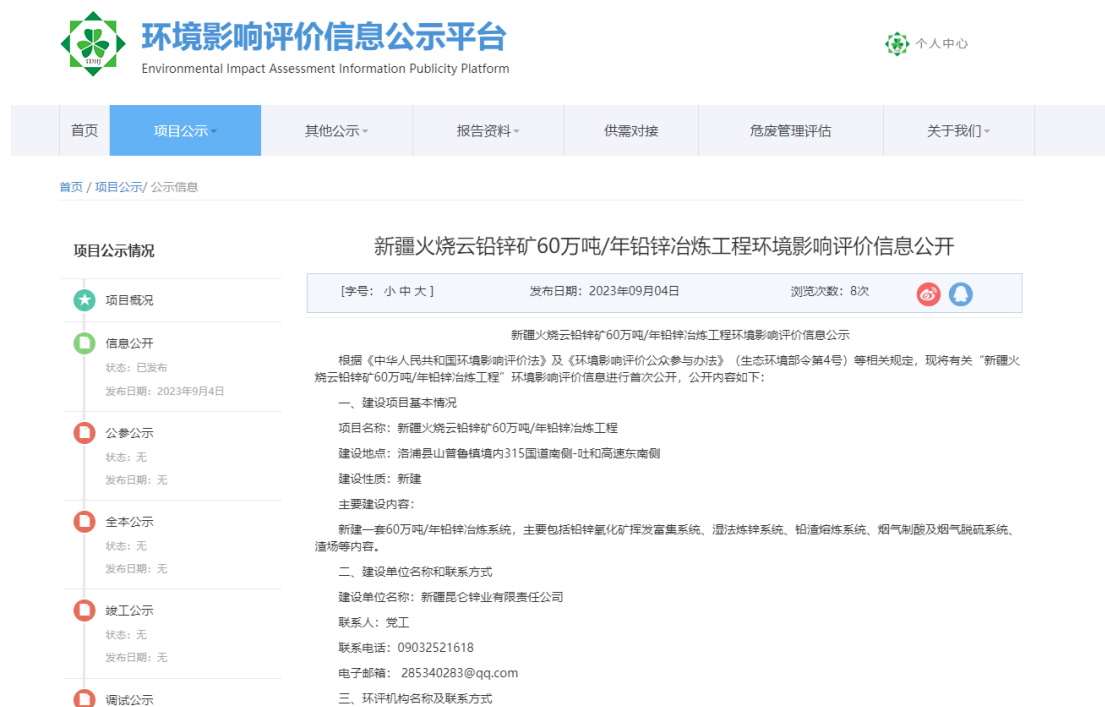 环境影响评价信息公示平台
Environmental Impact Assessment Information Publicity Platform
个人中心
首页
项目公示
其他公示
报告资料
供需对接
危废管理评估
关于我们
首页 / 项目公示/ 公示信息
项目公示情况
项目概况
信息公开
状态：已发布
发布日期：2023年9月4日
公参公示
状态：无
发布日期：无
全本公示
状态：无
发布日期：无
竣工公示
状态：无
发布日期：无
调试公示
新疆火烧云铅锌矿60万吨/年铅锌冶炼工程环境影响评价信息公开
[字号： 小 中 大 ]
发布日期：2023年09月04日
浏览次数：8次
新疆火烧云铅锌矿60万吨/年铅锌冶炼工程环境影响评价信息公示
根据《中华人民共和国环境影响评价法》及《环境影响评价公众参与办法》（生态环境部令第4号）等相关规定，现将有关“新疆火
烧云铅锌矿60万吨/年铅锌冶炼工程”环境影响评价信息进行首次公开，公开内容如下：
一、建设项目基本情况
项目名称：新疆火烧云铅锌矿60万吨/年铅锌冶炼工程
建设地点：洛浦县山普鲁镇境内315国道南侧-吐和高速东南侧
建设性质：新建
主要建设内容：
新建一套60万吨/年铅锌冶炼系统，主要包括铅锌氧化矿挥发富集系统、湿法炼锌系统、铅渣熔炼系统、烟气制酸及烟气脱硫系统、
渣场等内容。
二、建设单位名称和联系方式
建设单位名称：新疆昆仑锌业有限责任公司
联系人：党工
联系电话：09032521618
电子邮箱： 285340283@qq.com
三、环评机构名称及联系方式